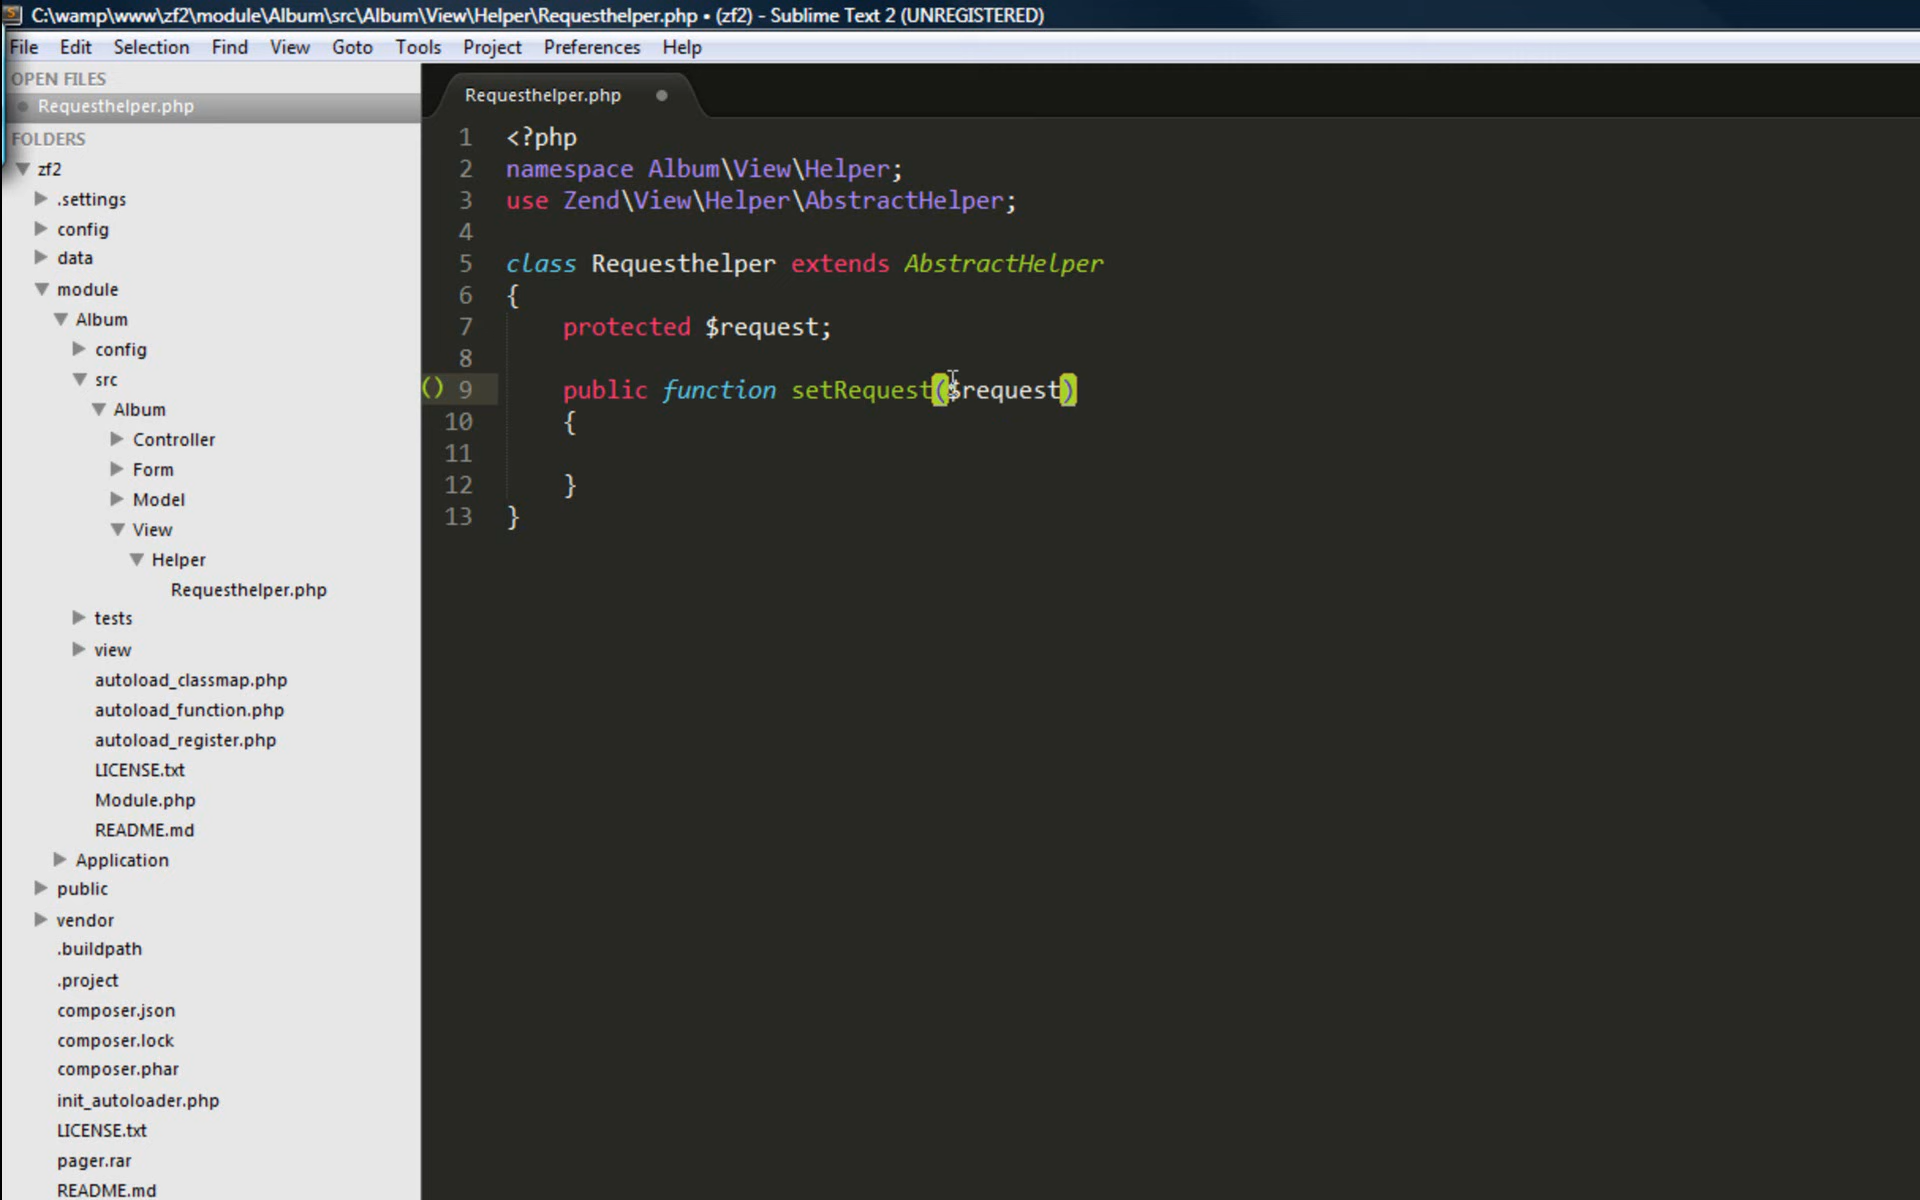 C:\wamp\www\zf2\module\Album\src\Album\View\Helper\Requesthelper.php • (zf2) - Sublime Text 2 (UNREGISTERED)
File Edit Selection Find View Goto Tools Project Preferences Help
OPEN FILES
Requesthelper.php
FOLDERS
zf2
.settings
config
data
module
Album
config
src
Album
Controller
Form
Model
View
Helper
Requesthelper.php
tests
view
autoload_classmap.php
autoload_function.php
autoload_register.php
LICENSE.txt
Module.php
README.md
Application
public
vendor
.buildpath
.project
composer.json
composer.lock
composer.phar
init_autoloader.php
LICENSE.txt
pager.rar
README.md
Requesthelper.php
1 <?php
2 namespace Album\View\Helper;
3 use Zend\View\Helper\AbstractHelper;
4
5 class Requesthelper extends AbstractHelper
6 {
7 protected $request;
8
() 9 public function setRequest($request)
10 {
11
12 }
13 }